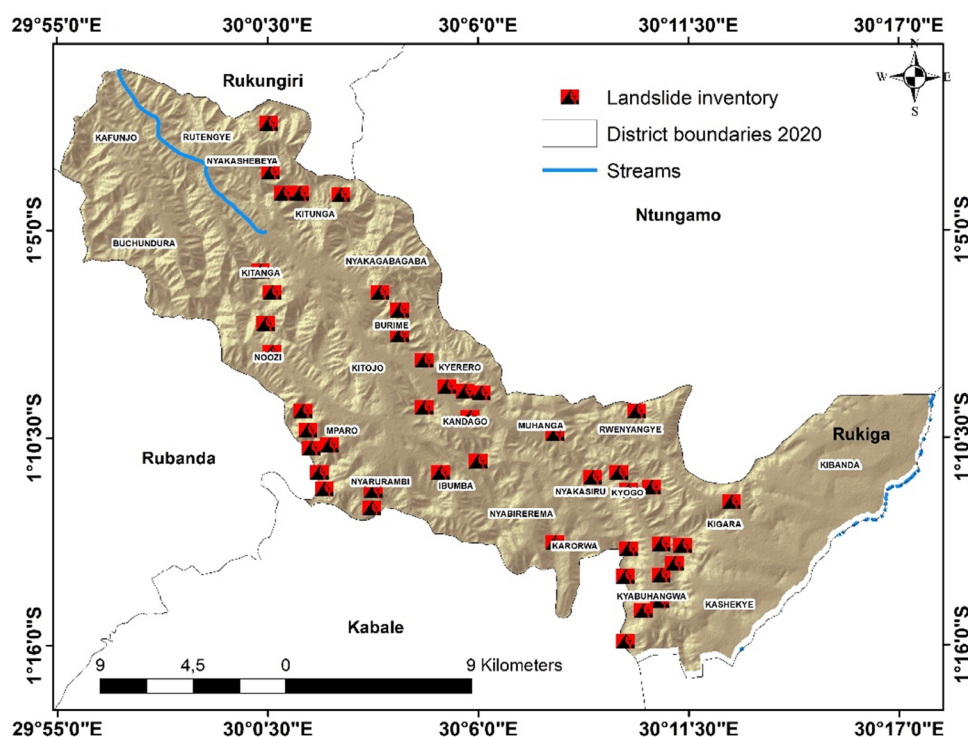 29°55'0"E 30°0'30"E 30°6'0"E 30°11'30"E 30°17'0"E
N
W E
S
Rukungiri
Landslide inventory
District boundaries 2020
Streams
KAFUNJO
RUTENGYE
NYAKASHEBEYA
Ntungamo
KITUNGA
1°5'0"S 1°5'0"S
BUCHUNDURA
NYAKAGABAGABA
KITANGA
BURIME
NOOZI
KITOJO
KYERERO
KANDAGO
MUHANGA
RWENYANGYE
MPARO
Rukiga
1°10'30"S 1°10'30"S
Rubanda
KIBANDA
NYARURAMBI
IBUMBA
NYAKASIRU
KYOGO
NYABIREREMA
KIGARA
KARORWA
KYABUHANGWA
KASHEKYE
Kabale
1°16'0"S 1°16'0"S
9 4,5 0 9 Kilometers
29°55'0"E 30°0'30"E 30°6'0"E 30°11'30"E 30°17'0"E